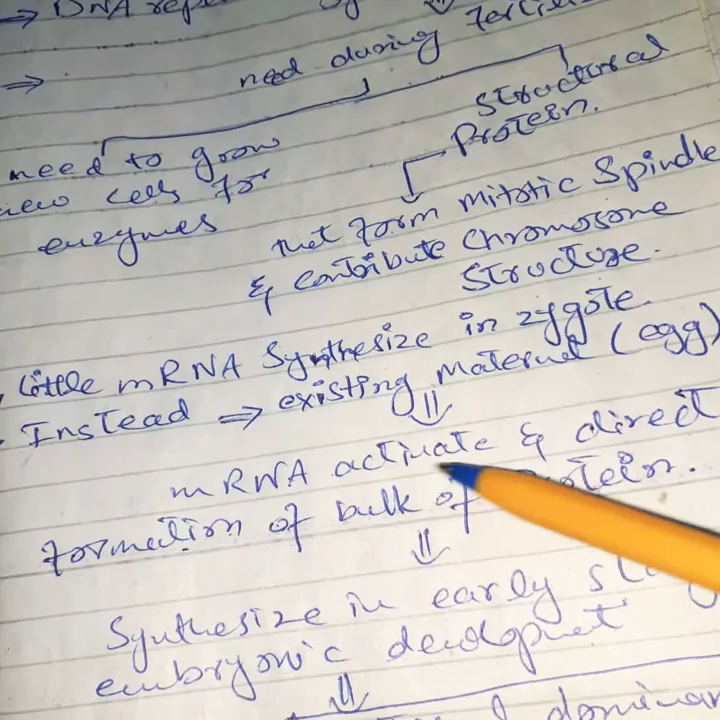 ⇒ DNA
⇒ need during
Structural
Protein.
need to grow
new cells for
enzymes
that form mitotic Spindle
& contribute Chromosome
Structure.
Little mRNA Synthesize in zygote.
Instead ⇒ existing maternal (egg)
mRNA activate & direct
formation of bulk of
Synthesize in early
embryonic development